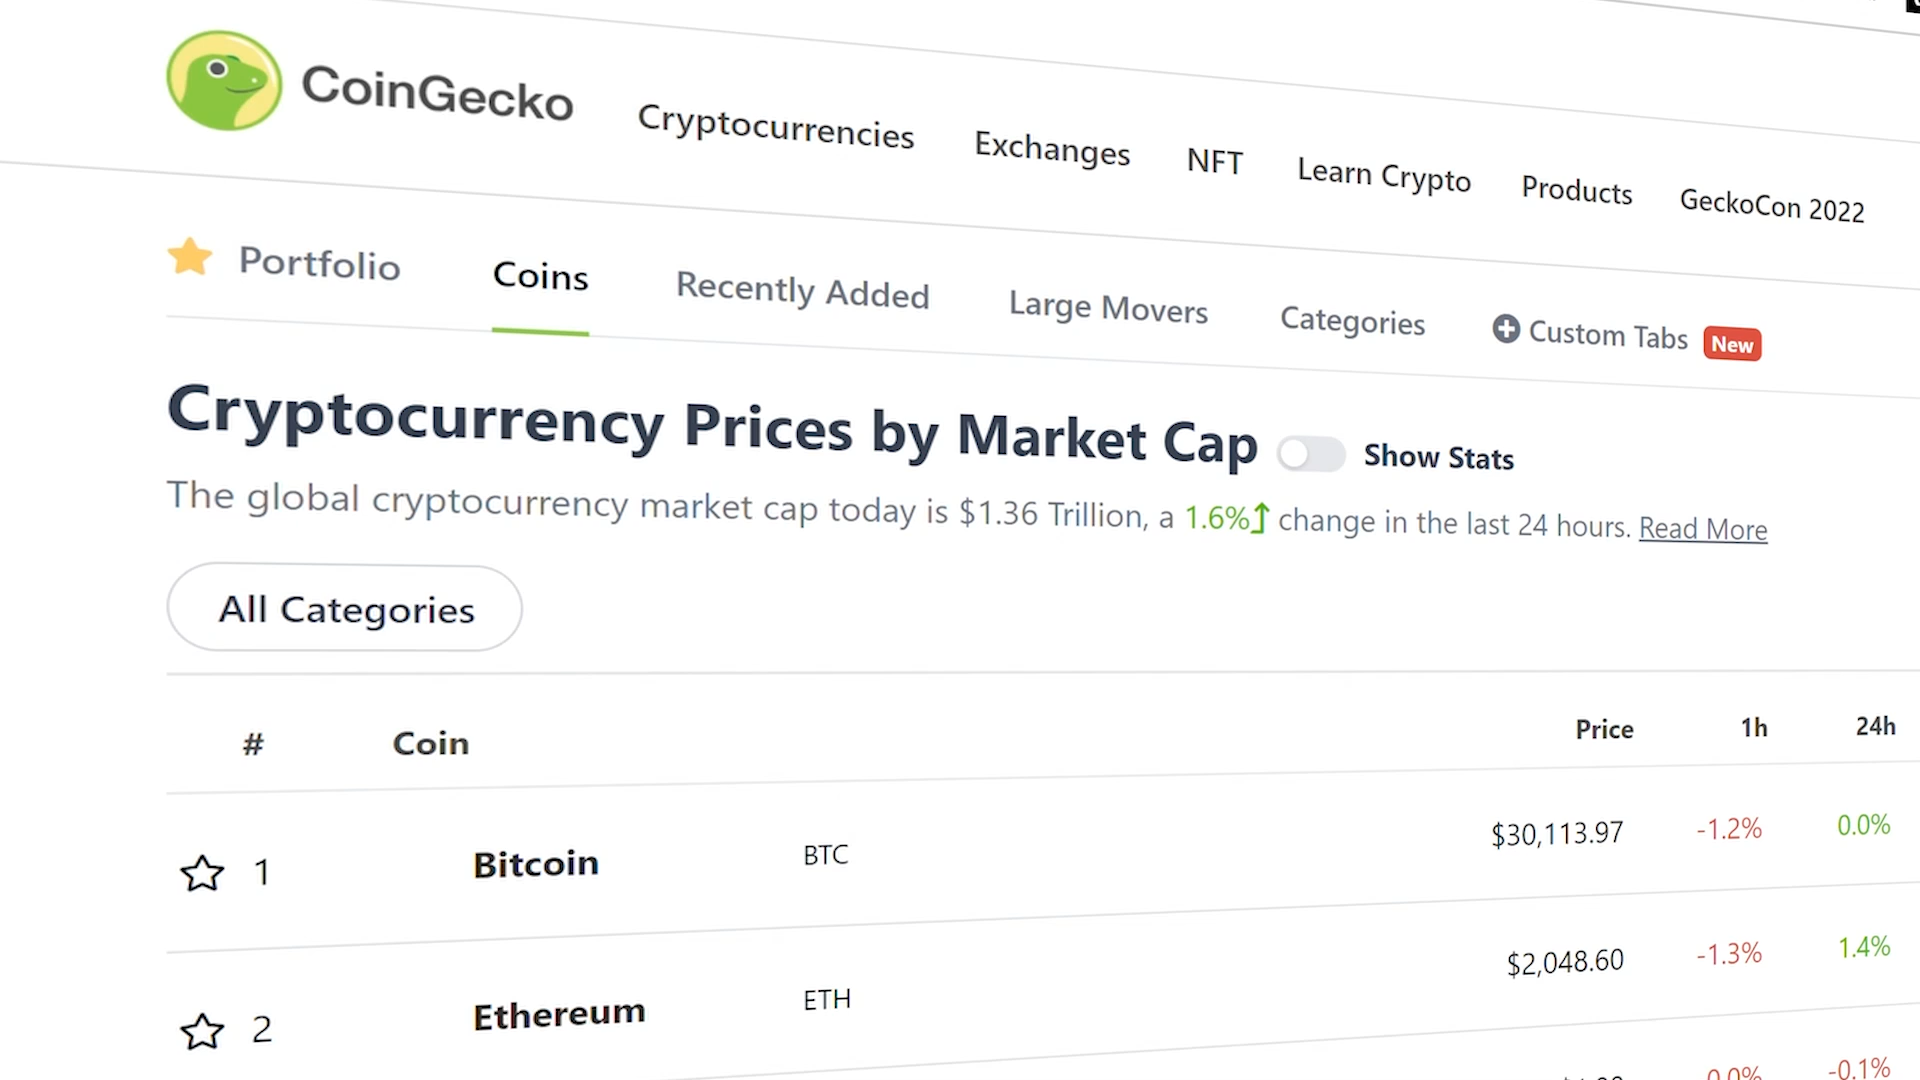 CoinGecko
Cryptocurrencies Exchanges NFT Learn Crypto Products GeckoCon 2022
Portfolio Coins Recently Added Large Movers Categories Custom Tabs New
Cryptocurrency Prices by Market Cap Show Stats
The global cryptocurrency market cap today is $1.36 Trillion, a 1.6% change in the last 24 hours. Read More
All Categories
# Coin Price 1h 24h
1 Bitcoin BTC $30,113.97 -1.2% 0.0%
2 Ethereum ETH $2,048.60 -1.3% 1.4%
0.0% -0.1%